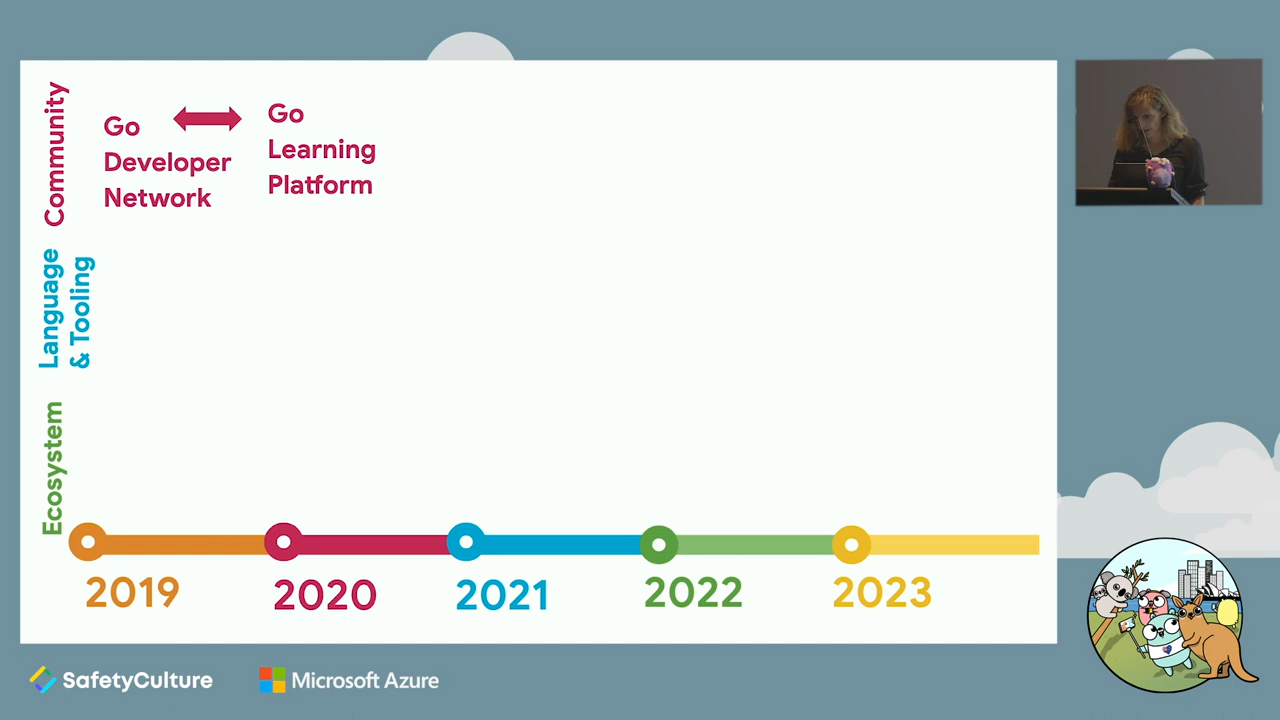 Community
Go
Developer
Network
Go
Learning
Platform
Language
& Tooling
Ecosystem
2019
2020
2021
2022
2023
SafetyCulture
Microsoft Azure